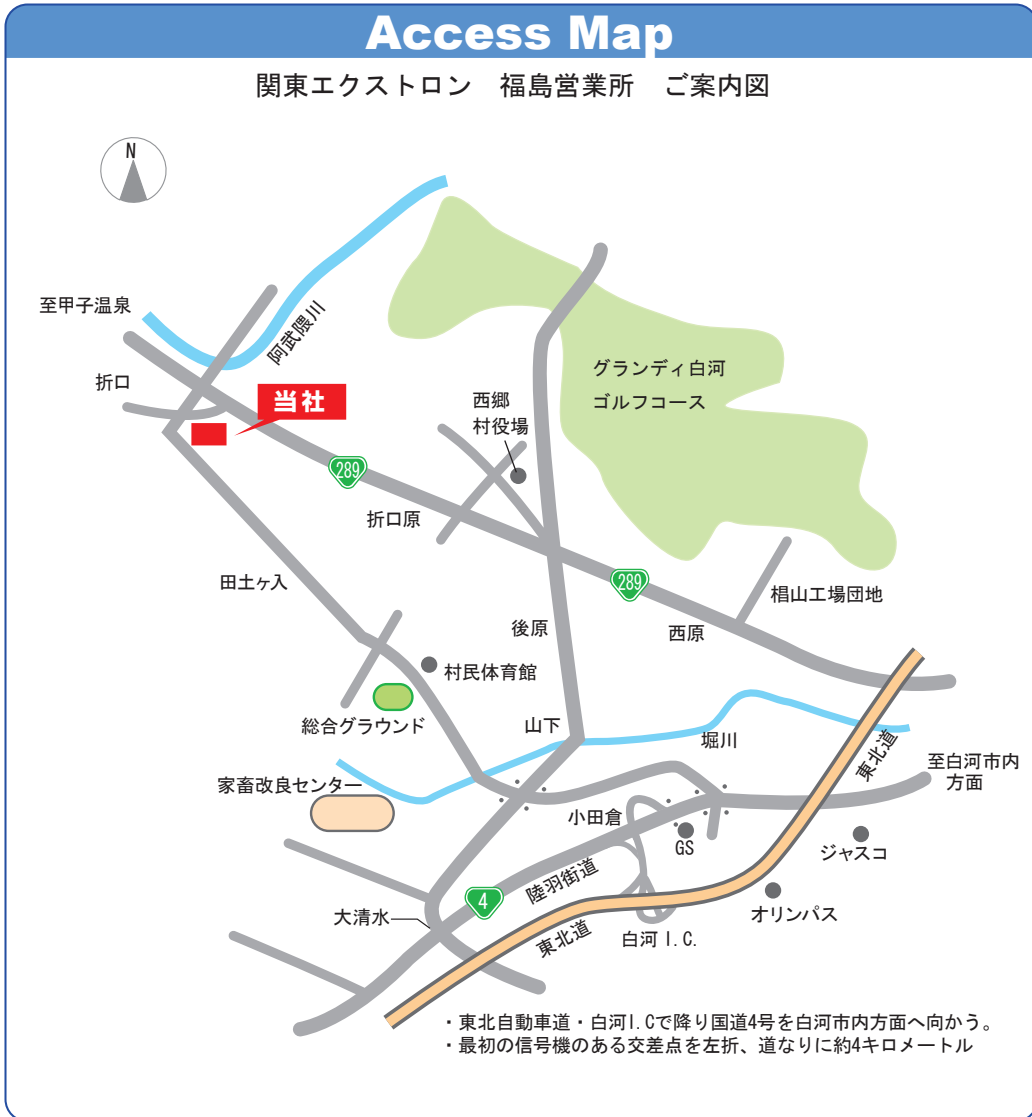 Access Map
関東エクストロン 福島営業所 ご案内図
N
至甲子温泉
阿武隈川
折口
当社
グランディ白河
ゴルフコース
西郷
村役場
289
折口原
289
田土ヶ入
椙山工場団地
後原
西原
村民体育館
総合グラウンド
山下
堀川
東北道
至白河市内
方面
家畜改良センター
小田倉
GS
ジャスコ
陸羽街道
4
オリンパス
大清水
東北道
白河I.C.
・東北自動車道・白河I.Cで降り国道4号を白河市内方面へ向かう。
・最初の信号機のある交差点を左折、道なりに約4キロメートル